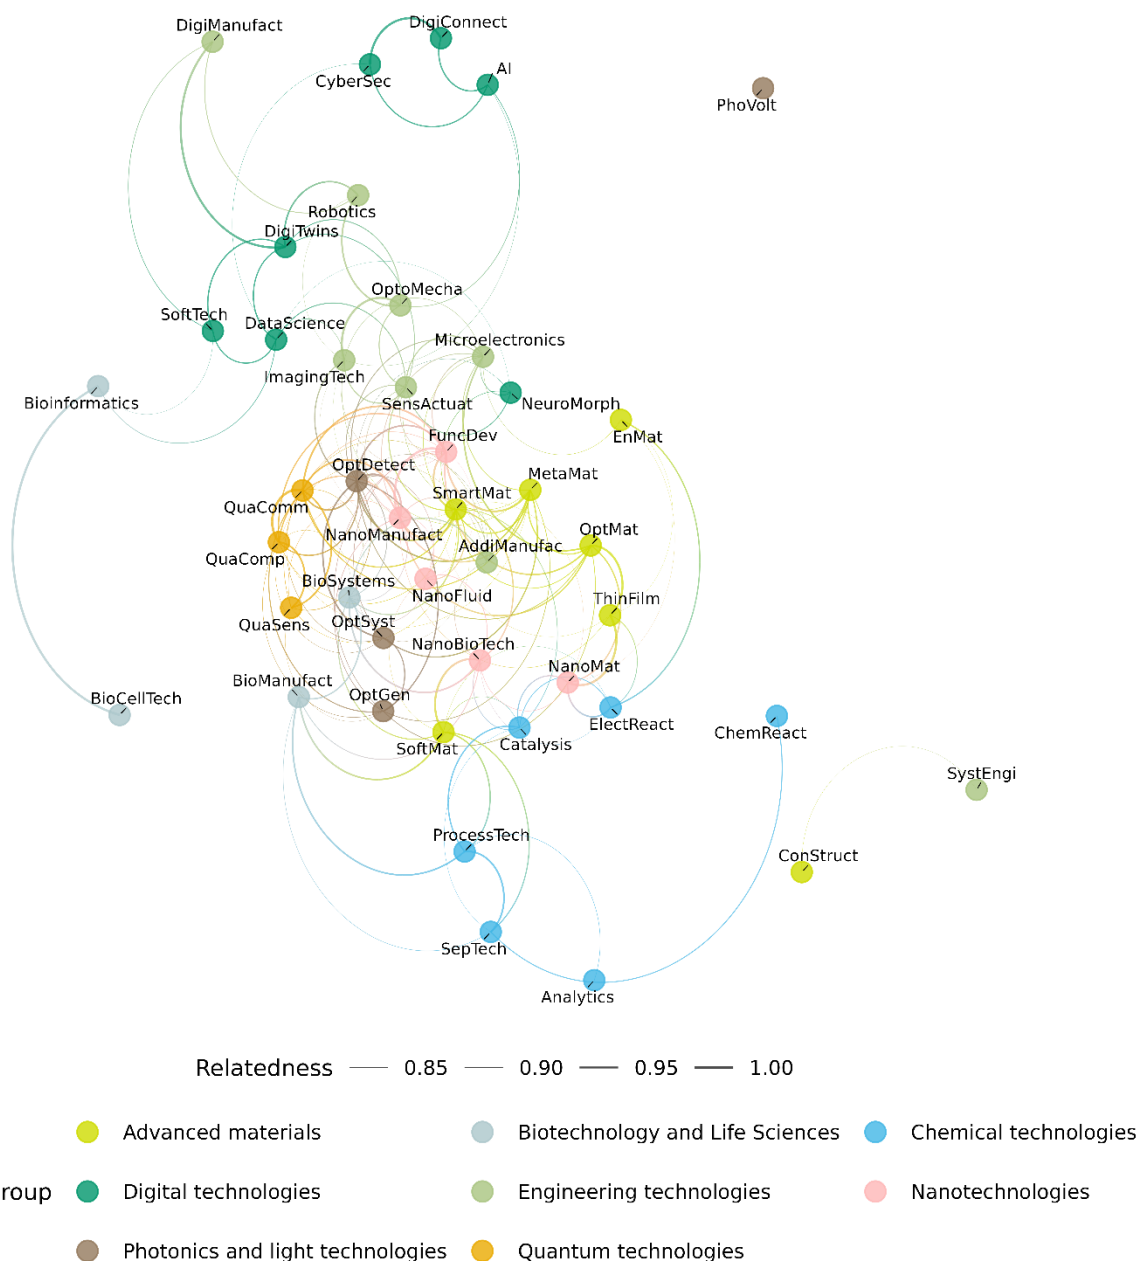 DigiManufact
DigiConnect
CyberSec
AI
PhoVolt
Robotics
DigiTwins
OptoMecha
SoftTech
DataScience
Microelectronics
ImagingTech
Bioinformatics
SensActuat
NeuroMorph
FuncDev
EnMat
OptDetect
MetaMat
SmartMat
QuaComm
NanoManufact
OptMat
AddiManufac
QuaComp
BioSystems
NanoFluid
ThinFilm
QuaSens
OptSyst
NanoBioTech
NanoMat
BioManufact
OptGen
BioCellTech
ElectReact
ChemReact
SoftMat
Catalysis
SystEngi
ProcessTech
ConStruct
SepTech
Analytics
Relatedness 0.85 0.90 0.95 1.00
Advanced materials Biotechnology and Life Sciences Chemical technologies
roup Digital technologies Engineering technologies Nanotechnologies
Photonics and light technologies Quantum technologies